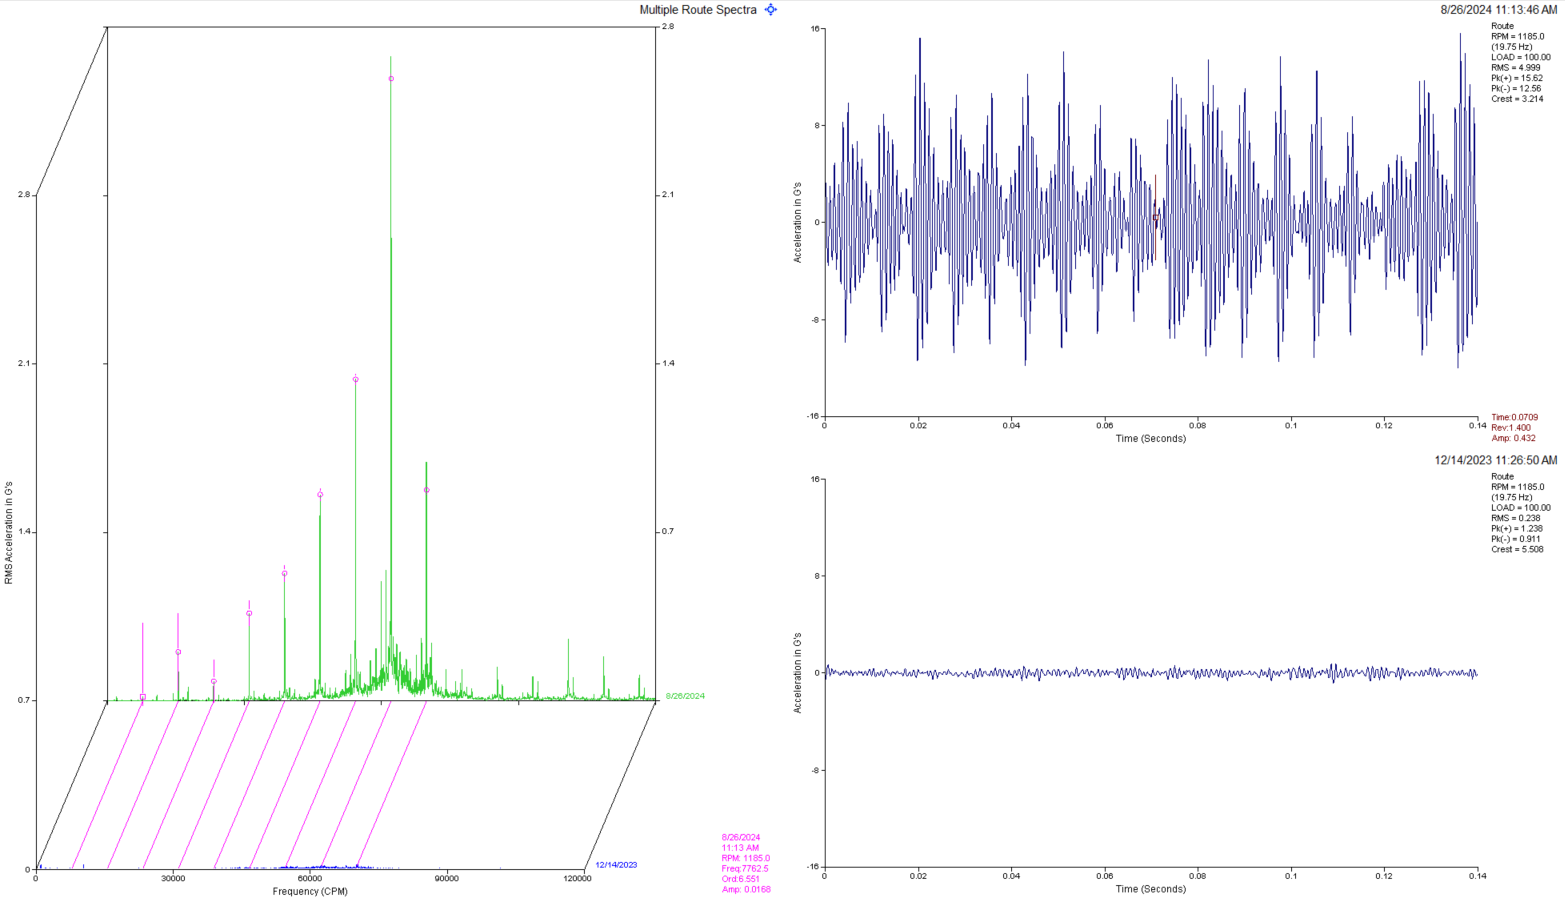 Multiple Route Spectra
2.8
2.1
1.4
0.7
2.8
2.1
1.4
0.7
0
RMS Acceleration in G's
8/26/2024
12/14/2023
0
30000
60000
90000
120000
Frequency (CPM)
8/26/2024
11:13 AM
RPM: 1185.0
Freq:7762.5
Ord:6.551
Amp: 0.0168
8/26/2024 11:13:46 AM
Route
RPM = 1185.0
(19.75 Hz)
LOAD = 100.00
RMS = 4.999
Pk(+) = 15.62
Pk(-) = 12.56
Crest = 3.214
16
8
0
-8
-16
Acceleration in G's
0
0.02
0.04
0.06
0.08
0.1
0.12
0.14
Time (Seconds)
Time:0.0709
Rev:1.400
Amp: 0.432
12/14/2023 11:26:50 AM
Route
RPM = 1185.0
(19.75 Hz)
LOAD = 100.00
RMS = 0.238
Pk(+) = 1.238
Pk(-) = 0.911
Crest = 5.508
16
8
0
-8
-16
Acceleration in G's
0
0.02
0.04
0.06
0.08
0.1
0.12
0.14
Time (Seconds)